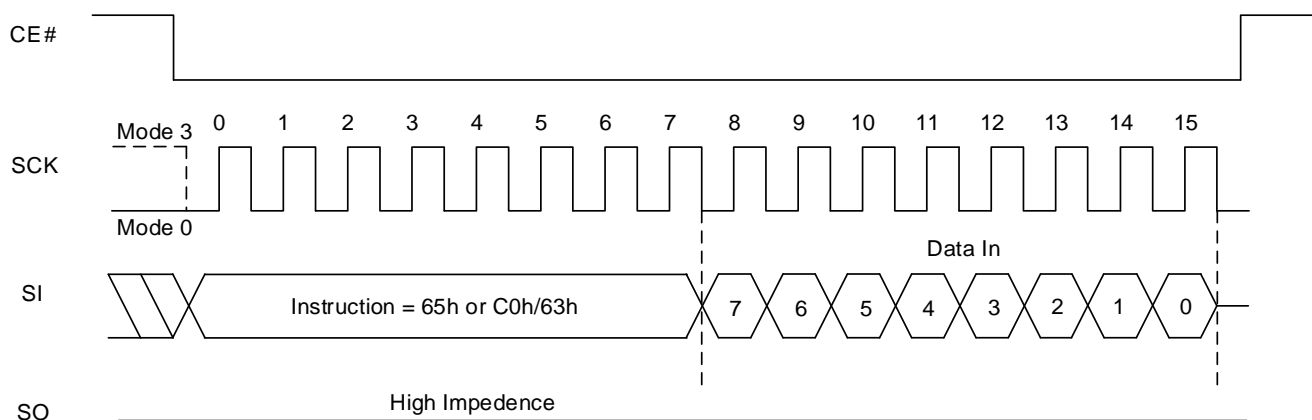 CE#
Mode 3 0 1 2 3 4 5 6 7 8 9 10 11 12 13 14 15
SCK
Mode 0
Data In
SI Instruction = 65h or C0h/63h 7 6 5 4 3 2 1 0
High Impedence
SO